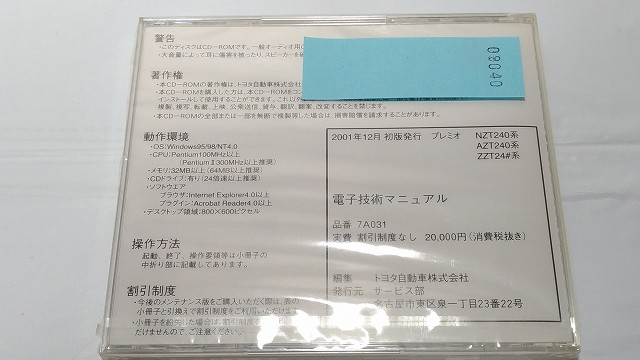 警告
・このディスクはCD-ROMです。一般オーディオ用
・大音量によって耳に傷害を被ったり、スピーカーを
09040
著作権
・本CD-ROMの著作権は、トヨタ自動車株式会社
・本CD-ROMを購入した方は、本CD-ROMをコン
インストールして使用することができます。これ以外
複製、複写、転載、上映、公衆送信、貸与、翻訳、翻案、改変することを禁じます。
・本CD-ROMの全部または一部を無断で複製等した場合は、損害賠償を請求することがあります。
動作環境
・OS:Windows95/98/NT4.0
・CPU:Pentium100MHz以上
(PentiumⅡ300MHz以上推奨)
・メモリ:32MB以上(64MB以上推奨)
・CDドライブ:有り(24倍速以上推奨)
・ソフトウエア
ブラウザ:Internet Explorer4.0以上
プラグイン:Acrobat Reader4.0以上
・デスクトップ領域:800×600ピクセル
操作方法
起動、終了、操作要領等は小冊子の
中折り部に記載してあります。
割引制度
・今後のメンテナンス版をご購入いただく際は、表の
小冊子と引換えで割引制度をご利用いただけます
・小冊子を紛失した場合は、割引制度
だけませんので、ご注意ください。
2001年12月 初版発行 プレミオ NZT240系
AZT240系
ZZT24#系
電子技術マニュアル
品番 7A031
実費 割引制度なし 20,000円(消費税抜き)
編集 トヨタ自動車株式会社
発行元 サービス部
名古屋市東区泉一丁目23番22号